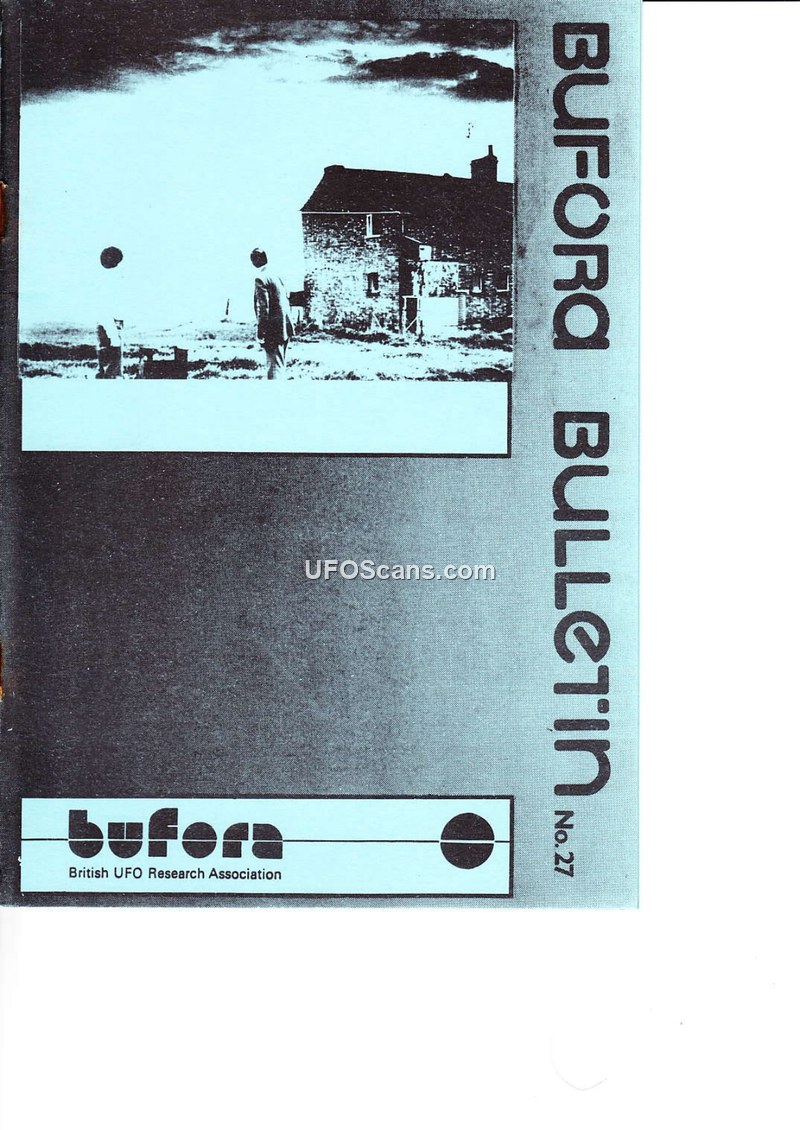 BUFORA BULLETIN No. 27
UFOScans.com
bufora
British UFO Research Association